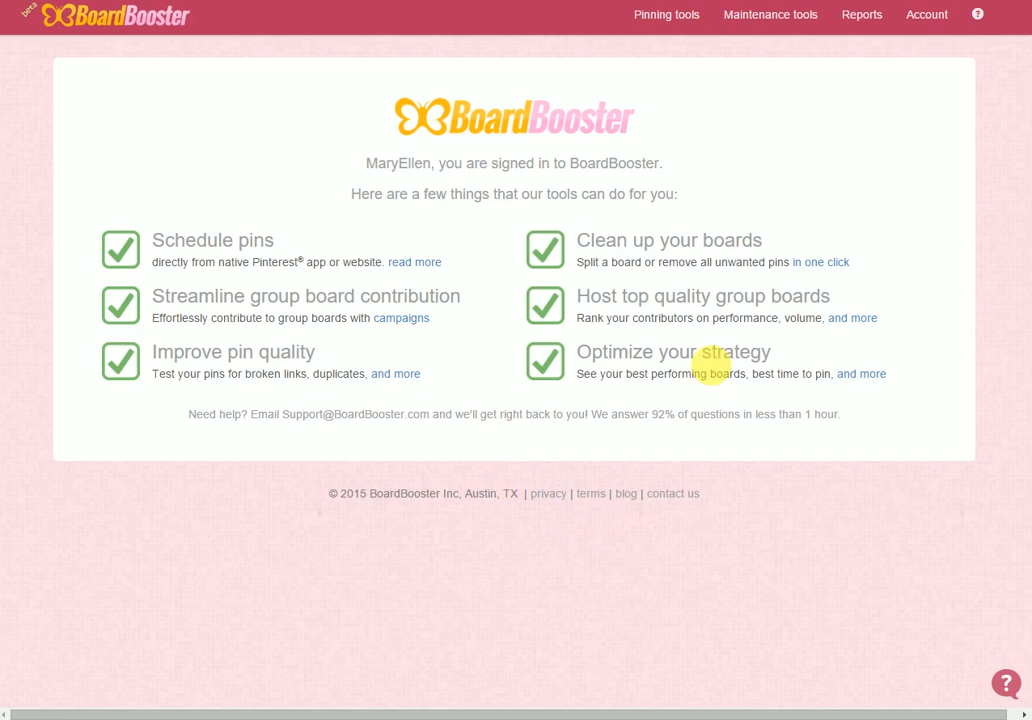 beta
BoardBooster
Pinning tools Maintenance tools Reports Account ?
BoardBooster
MaryEllen, you are signed in to BoardBooster.
Here are a few things that our tools can do for you:
Schedule pins
directly from native Pinterest® app or website. read more
Clean up your boards
Split a board or remove all unwanted pins in one click
Streamline group board contribution
Effortlessly contribute to group boards with campaigns
Host top quality group boards
Rank your contributors on performance, volume, and more
Improve pin quality
Test your pins for broken links, duplicates, and more
Optimize your strategy
See your best performing boards, best time to pin, and more
Need help? Email Support@BoardBooster.com and we'll get right back to you! We answer 92% of questions in less than 1 hour.
© 2015 BoardBooster Inc, Austin, TX | privacy | terms | blog | contact us
?